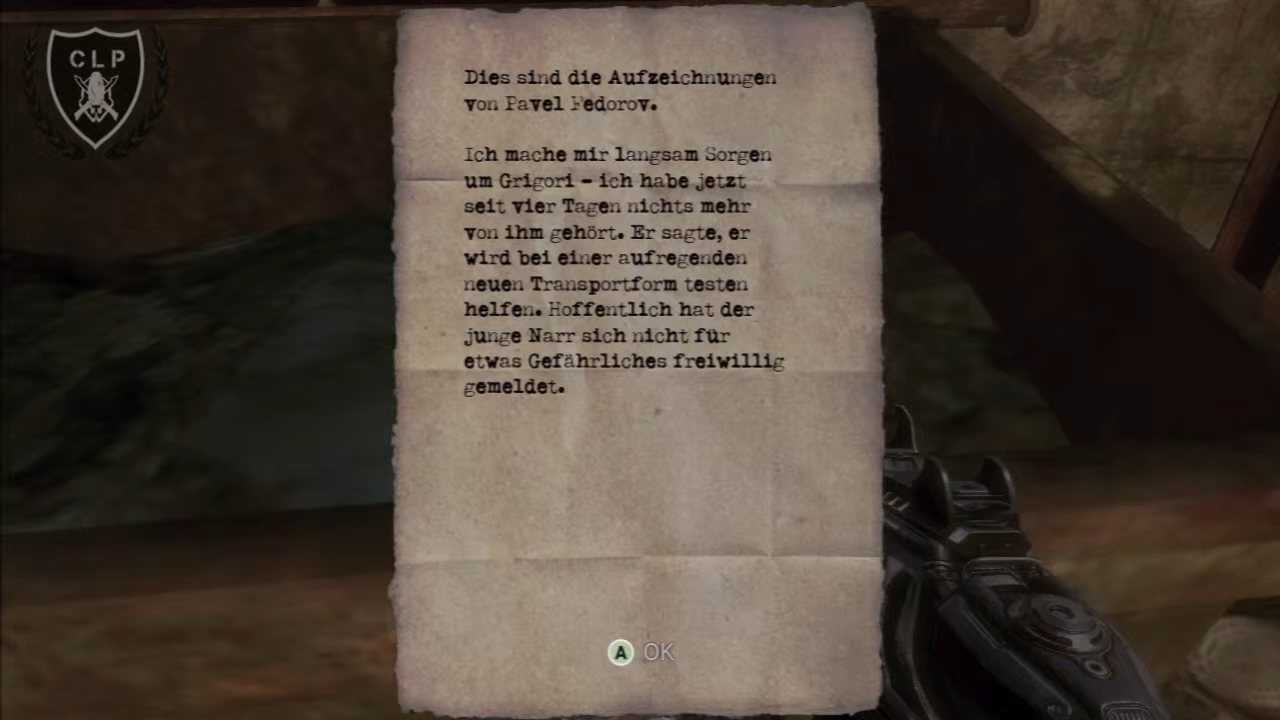 CLP
Dies sind die Aufzeichnungen
von Pavel Fedorov.
Ich mache mir langsam Sorgen
um Grigori – ich habe jetzt
seit vier Tagen nichts mehr
von ihm gehört. Er sagte, er
wird bei einer aufregenden
neuen Transportform testen
helfen. Hoffentlich hat der
junge Narr sich nicht für
etwas Gefährliches freiwillig
gemeldet.
A OK